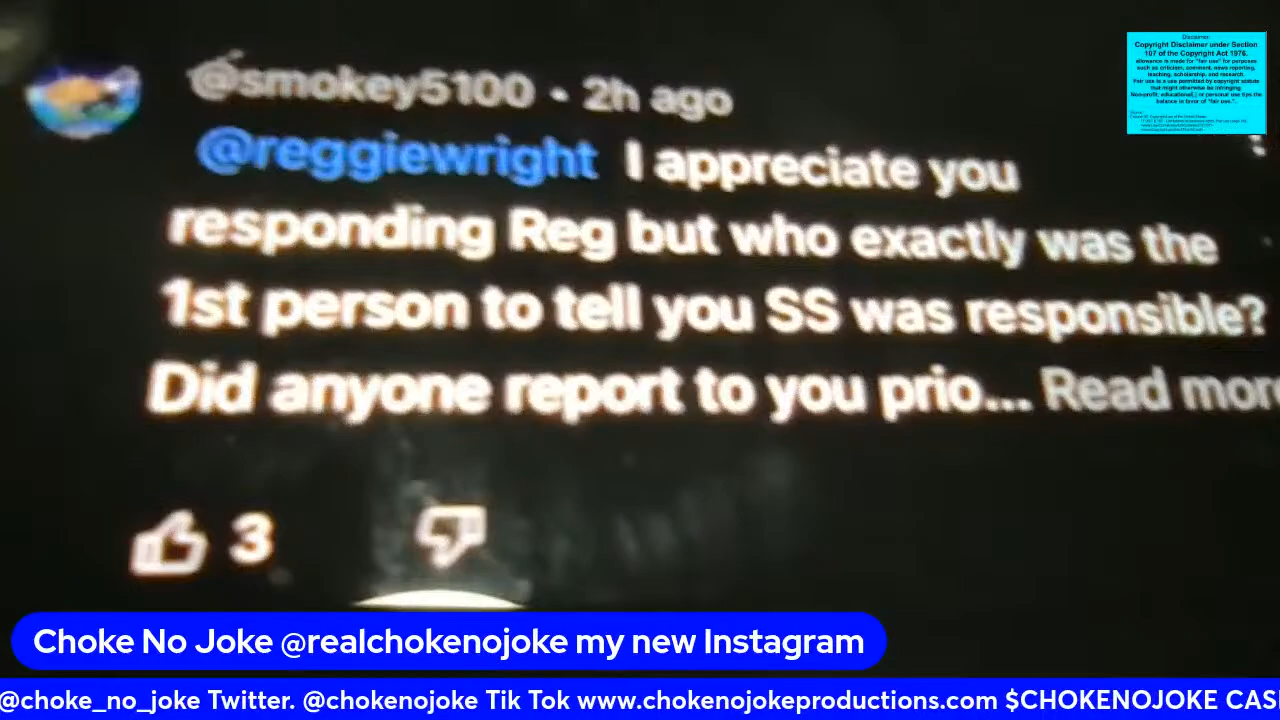 @smokey5 · 2h ago
@reggiewright I appreciate you
responding Reg but who exactly was the
1st person to tell you SS was responsible?
Did anyone report to you prio... Read more
3
Disclaimer:
Copyright Disclaimer under Section
107 of the Copyright Act 1976,
allowance is made for "fair use" for purposes
such as criticism, comment, news reporting,
teaching, scholarship, and research.
Fair use is a use permitted by copyright statute
that might otherwise be infringing.
Non-profit, educational(,) or personal use tips the
balance in favor of "fair use".
Choke No Joke @realchokenojoke my new Instagram
@choke_no_joke Twitter. @chokenojoke Tik Tok www.chokenojokeproductions.com $CHOKENOJOKE CAS